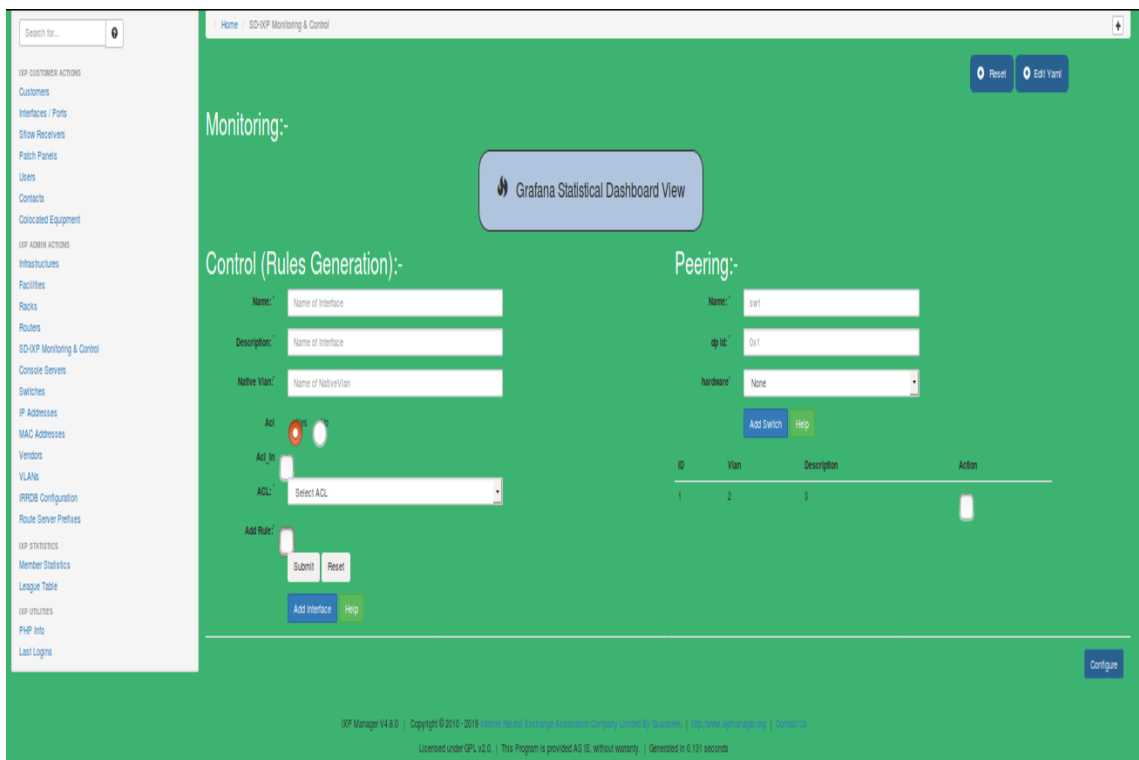 Search for...
IXP CUSTOMER ACTIONS
Customers
Interfaces / Ports
Sflow Receivers
Patch Panels
Users
Contacts
Colocated Equipment
IXP ADMIN ACTIONS
Infrastructures
Facilities
Racks
Routers
SD-IXP Monitoring & Control
Console Servers
Switches
IP Addresses
MAC Addresses
Vendors
VLANs
IRRDB Configuration
Route Server Prefixes
IXP STATISTICS
Member Statistics
League Table
IXP UTILITIES
PHP Info
Last Logins
/ Home / SD-IXP Monitoring & Control
Reset Edit Yaml
Monitoring:-
Grafana Statistical Dashboard View
Control (Rules Generation):-
Name:* Name of Interface
Description:* Name of Interface
Native Vlan:* Name of NativeVlan
Acl Yes No
Acl_In
ACL:* Select ACL
Add Rule:*
Submit Reset
Add Interface Help
Peering:-
Name:* sw1
dp id:* 0x1
hardware* None
Add Switch Help
ID Vlan Description Action
1 2 3
Configure
IXP Manager V4.8.0 | Copyright © 2010 - 2019 Internet Neutral Exchange Association Company Limited By Guarantee. | http://www.ixpmanager.org/ | Contact Us
Licensed under GPL v2.0. | This Program is provided AS IS, without warranty. | Generated in 0.131 seconds